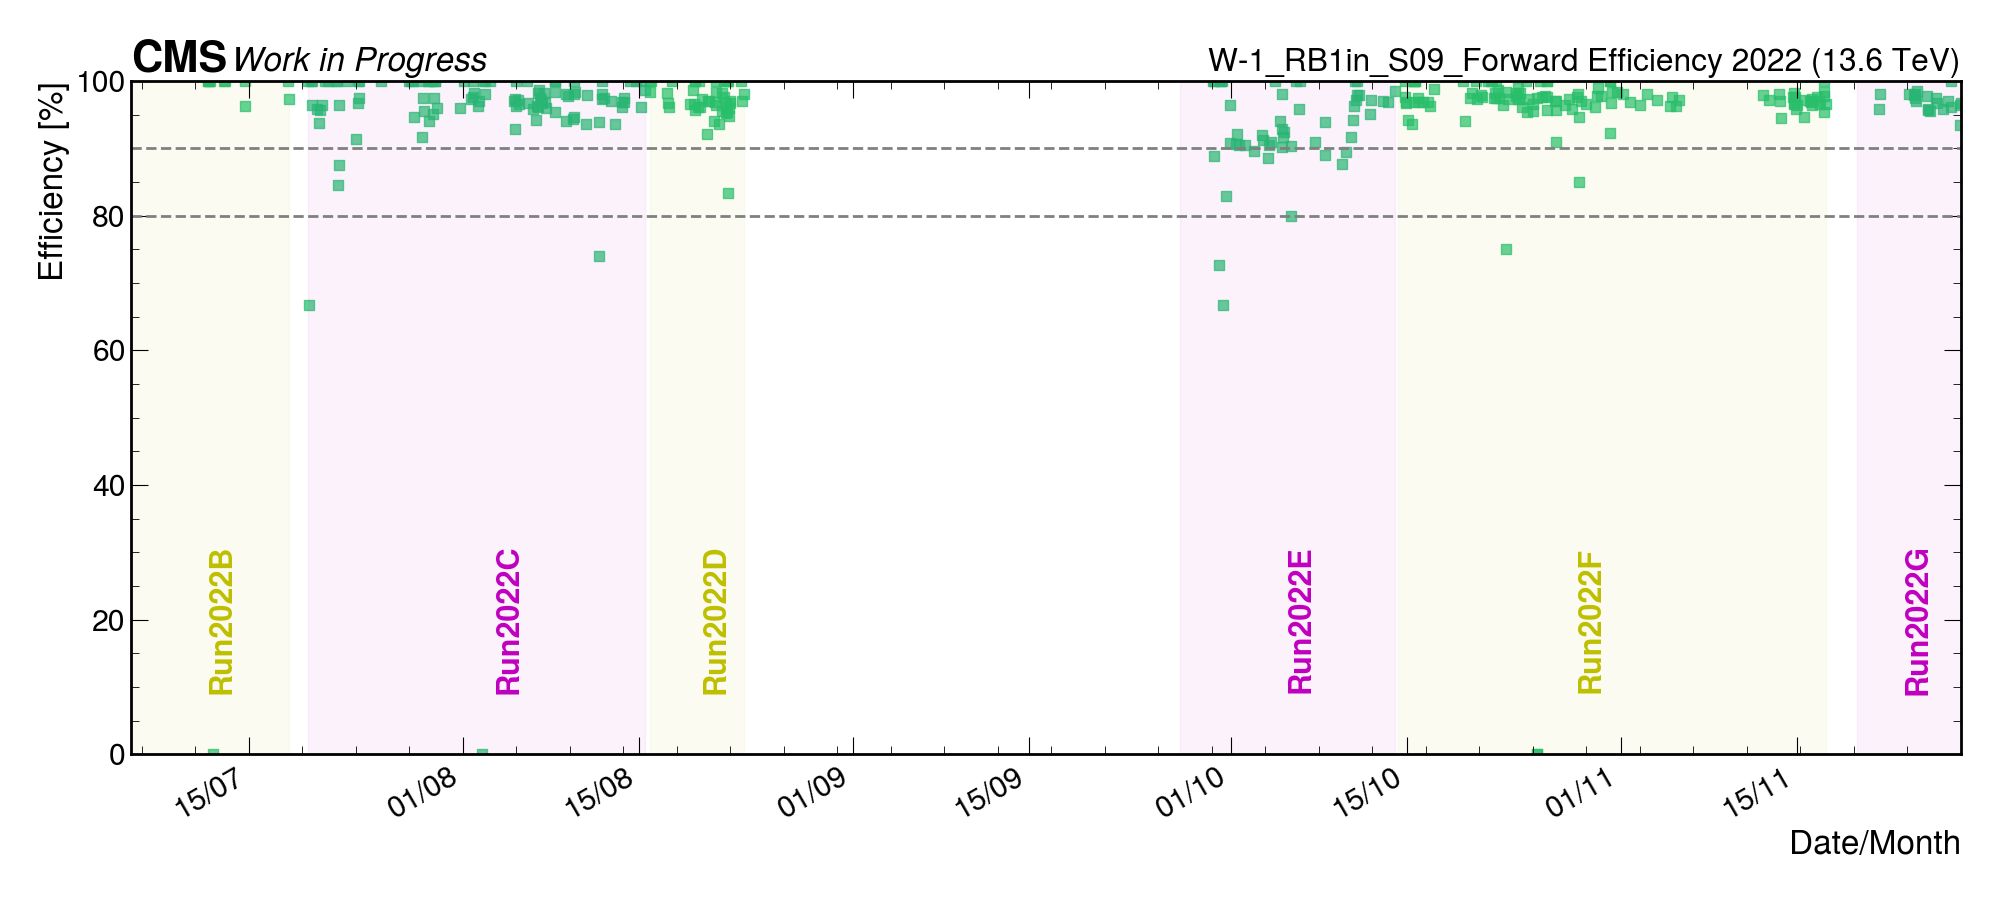 CMS Work in Progress
W-1_RB1in_S09_Forward Efficiency 2022 (13.6 TeV)
Efficiency [%]
100
80
60
40
20
0
Run2022B
Run2022C
Run2022D
Run2022E
Run2022F
Run2022G
15/07
01/08
15/08
01/09
15/09
01/10
15/10
01/11
15/11
Date/Month